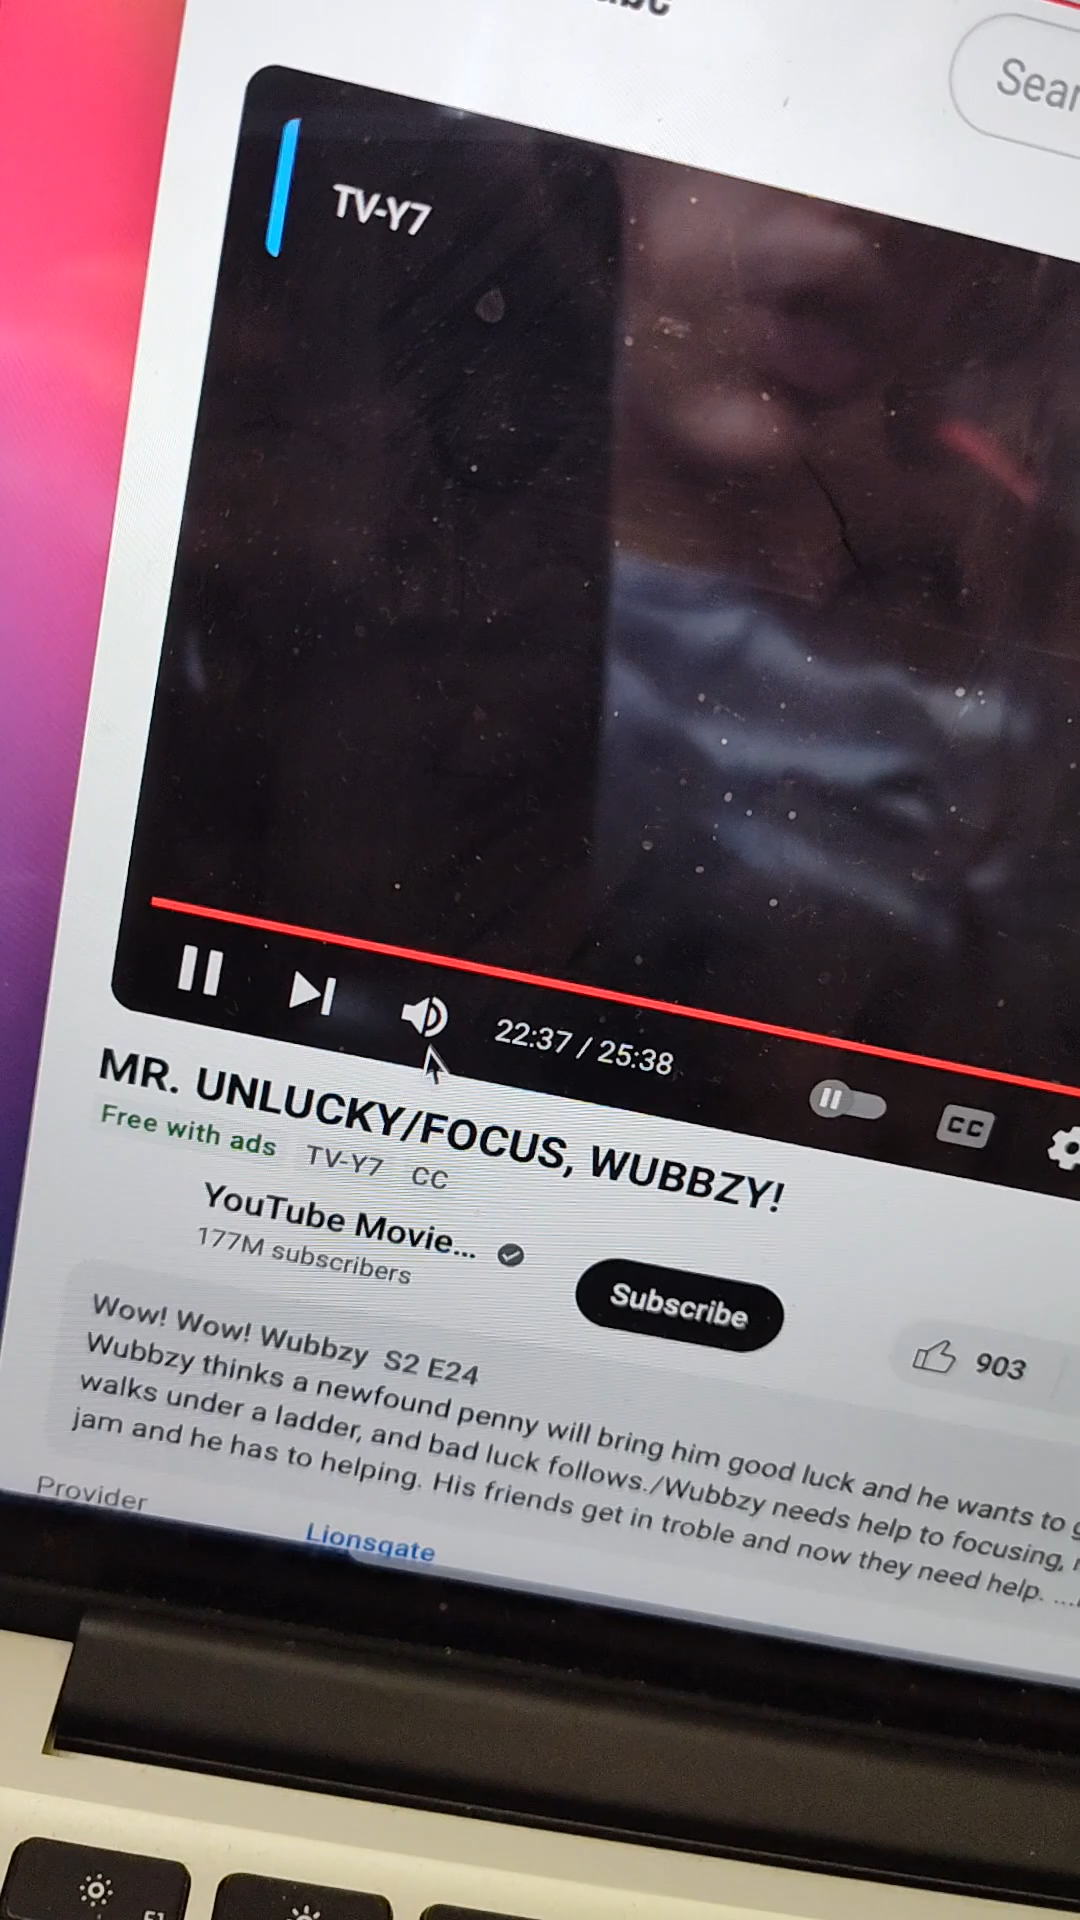 Sear
TV-Y7
22:37 / 25:38
CC
MR. UNLUCKY/FOCUS, WUBBZY!
Free with ads TV-Y7 CC
YouTube Movie...
177M subscribers
Subscribe
903
Wow! Wow! Wubbzy S2 E24
Wubbzy thinks a newfound penny will bring him good luck and he wants to
walks under a ladder, and bad luck follows./Wubbzy needs help to focusing,
jam and he has to helping. His friends get in troble and now they need help. ...
Provider
Lionsgate